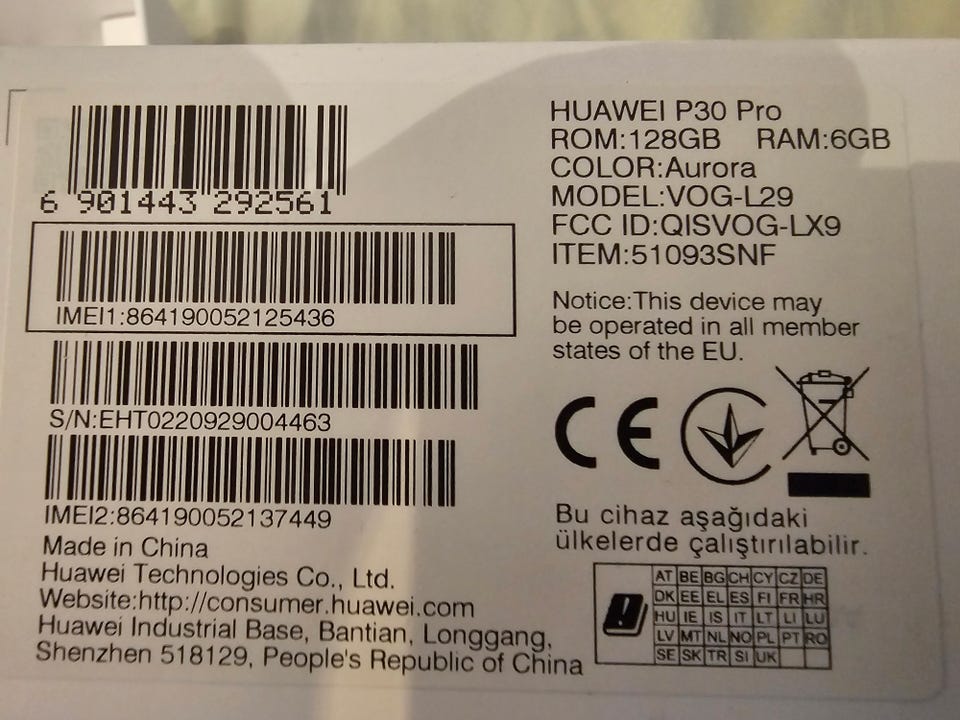 6 901443 292561
IMEI1:864190052125436
S/N:EHT0220929004463
IMEI2:864190052137449
Made in China
Huawei Technologies Co., Ltd.
Website:http://consumer.huawei.com
Huawei Industrial Base, Bantian, Longgang,
Shenzhen 518129, People's Republic of China
HUAWEI P30 Pro
ROM:128GB RAM:6GB
COLOR:Aurora
MODEL:VOG-L29
FCC ID:QISVOG-LX9
ITEM:51093SNF
Notice:This device may
be operated in all member
states of the EU.
CE
Bu cihaz aşağıdaki
ülkelerde çalıştırılabilir.
AT BE BG CH CY CZ DE
DK EE EL ES FI FR HR
HU IE IS IT LT LI LU
LV MT NL NO PL PT RO
SE SK TR SI UK